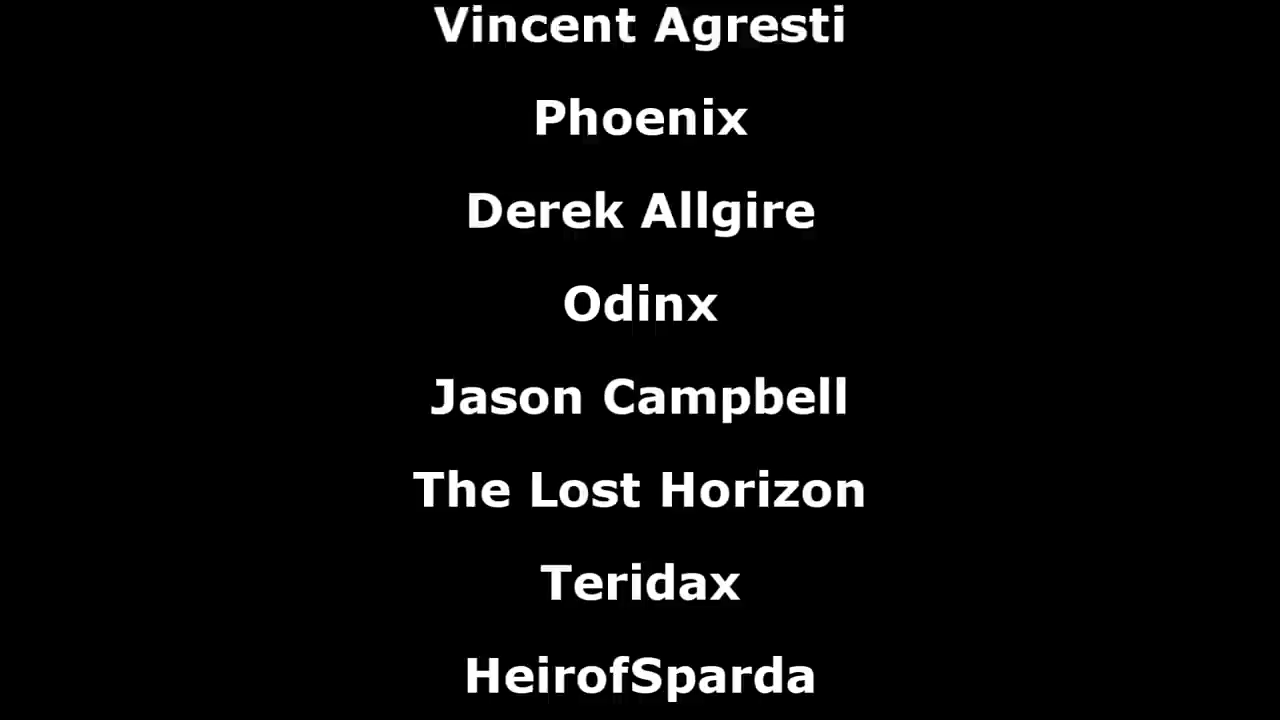 Vincent Agresti
Phoenix
Derek Allgire
Odinx
Jason Campbell
The Lost Horizon
Teridax
HeirofSparda